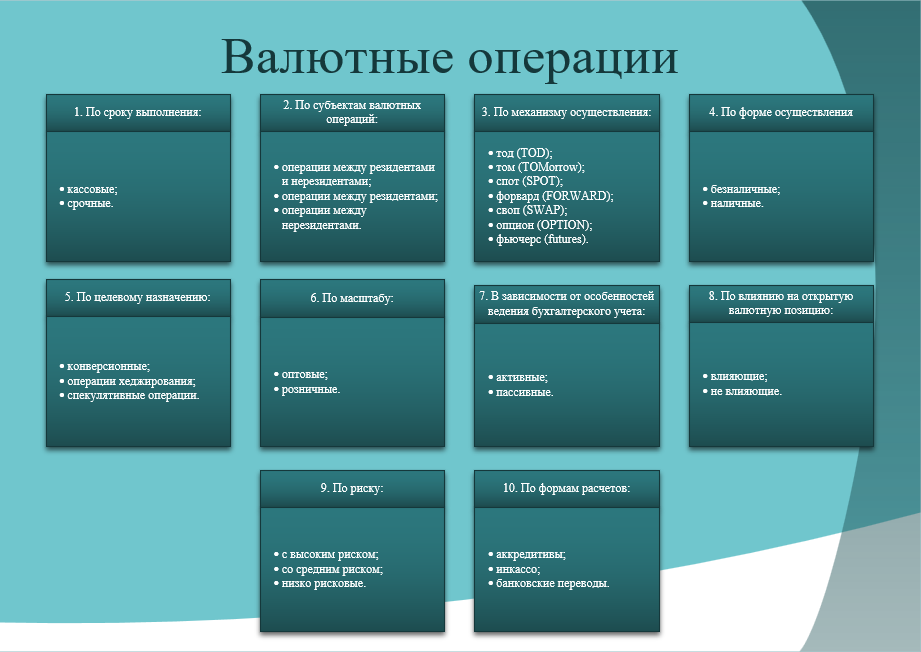 Валютные операции
1. По сроку выполнения:
• кассовые;
• срочные.
2. По субъектам валютных
операций:
• операции между резидентами
и нерезидентами;
• операции между резидентами;
• операции между
нерезидентами.
3. По механизму осуществления:
• тод (TOD);
• том (TOMorrow);
• спот (SPOT);
• форвард (FORWARD);
• своп (SWAP);
• опцион (OPTION);
• фьючерс (futures).
4. По форме осуществления
• безналичные;
• наличные.
5. По целевому назначению:
• конверсионные;
• операции хеджирования;
• спекулятивные операции.
6. По масштабу:
• оптовые;
• розничные.
7. В зависимости от особенностей
ведения бухгалтерского учета:
• активные;
• пассивные.
8. По влиянию на открытую
валютную позицию:
• влияющие;
• не влияющие.
9. По риску:
• с высоким риском;
• со средним риском;
• низко рисковые.
10. По формам расчетов:
• аккредитивы;
• инкассо;
• банковские переводы.